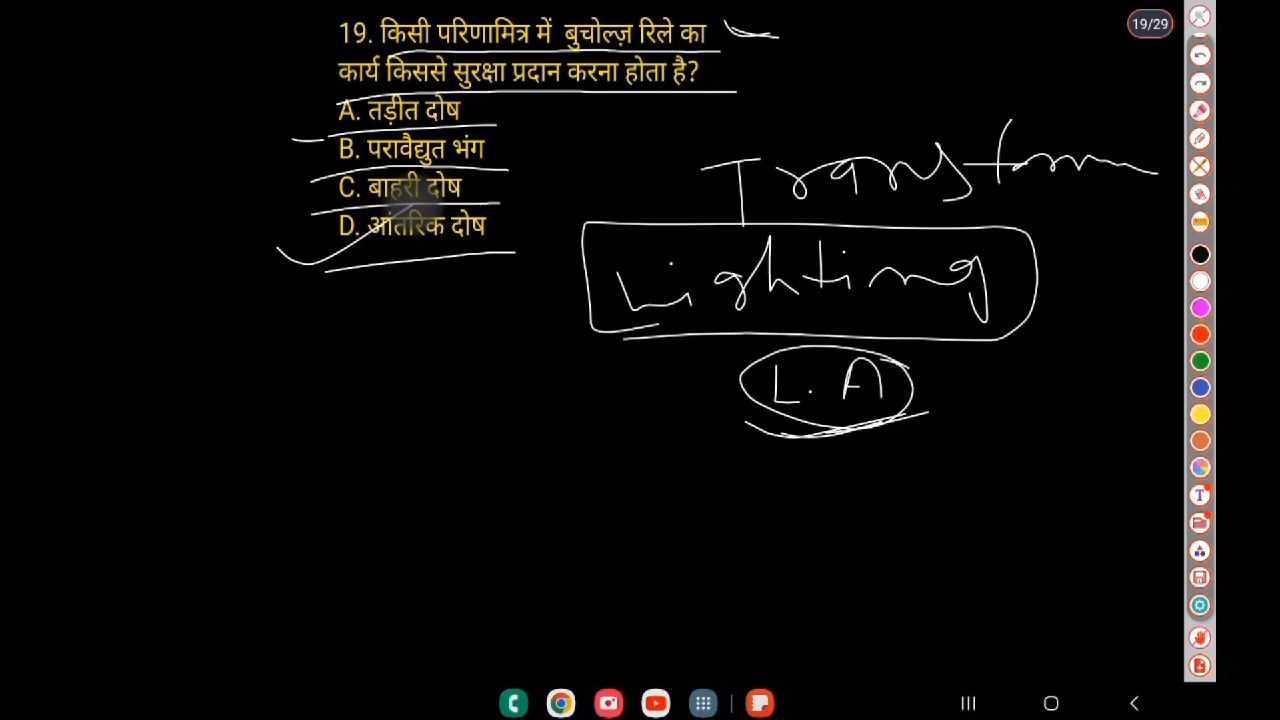 19/29
19. किसी परिणामित्र में बुचोल्ज़ रिले का
कार्य किससे सुरक्षा प्रदान करना होता है?
A. तड़ीत दोष
B. परावैद्युत भंग
C. बाहरी दोष
D. आंतरिक दोष
Transform
Lighting
L.A
T